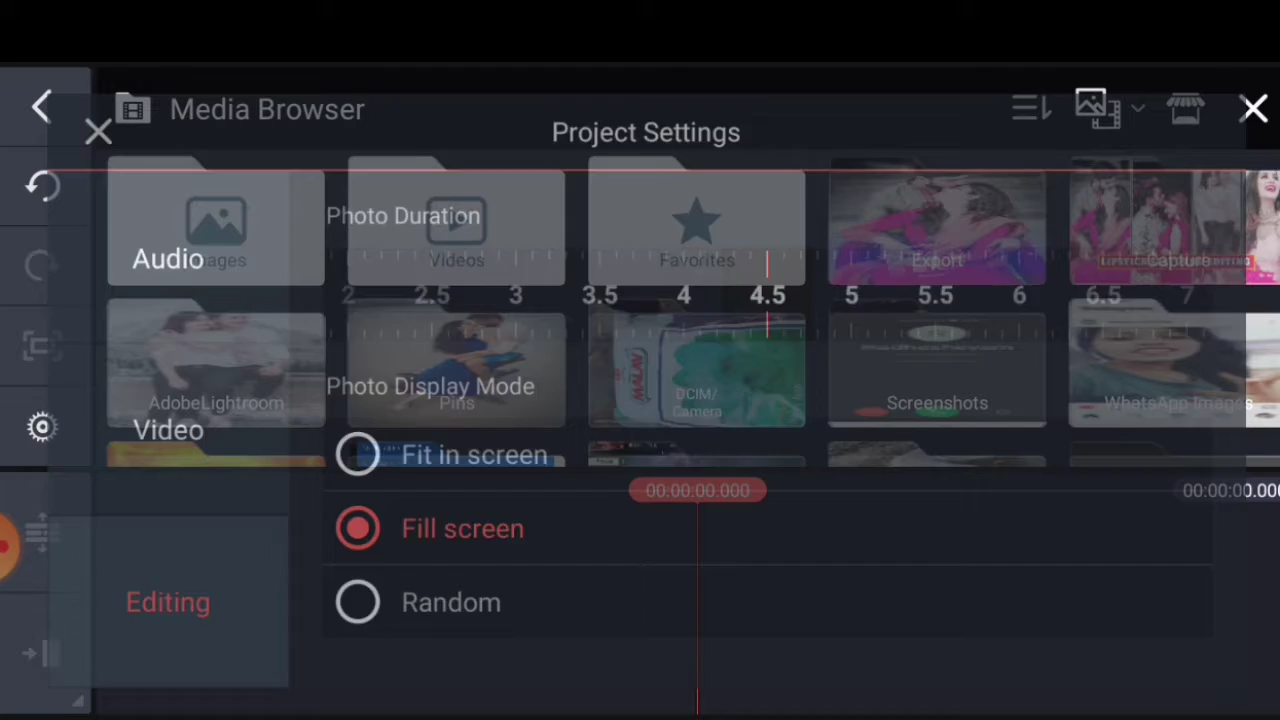 Media Browser
Project Settings
Photo Duration
Audio
Images
Videos
Favorites
Export
Capture
2 2.5 3 3.5 4 4.5 5 5.5 6 6.5 7
MALAV
Photo Display Mode
AdobeLightroom
Pins
DCIM/
Camera
Screenshots
WhatsApp Images
Video
Fit in screen
00:00:00.000
00:00:00.000
Fill screen
Editing
Random